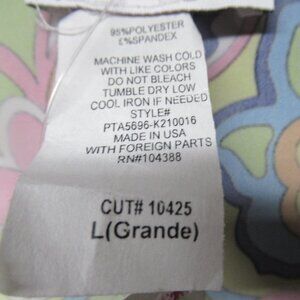 95%POLYESTER
5%SPANDEX
MACHINE WASH COLD
WITH LIKE COLORS
DO NOT BLEACH
TUMBLE DRY LOW
COOL IRON IF NEEDED
STYLE#
PTA5696-K210016
MADE IN USA
WITH FOREIGN PARTS
RN#104388
CUT# 10425
L(Grande)